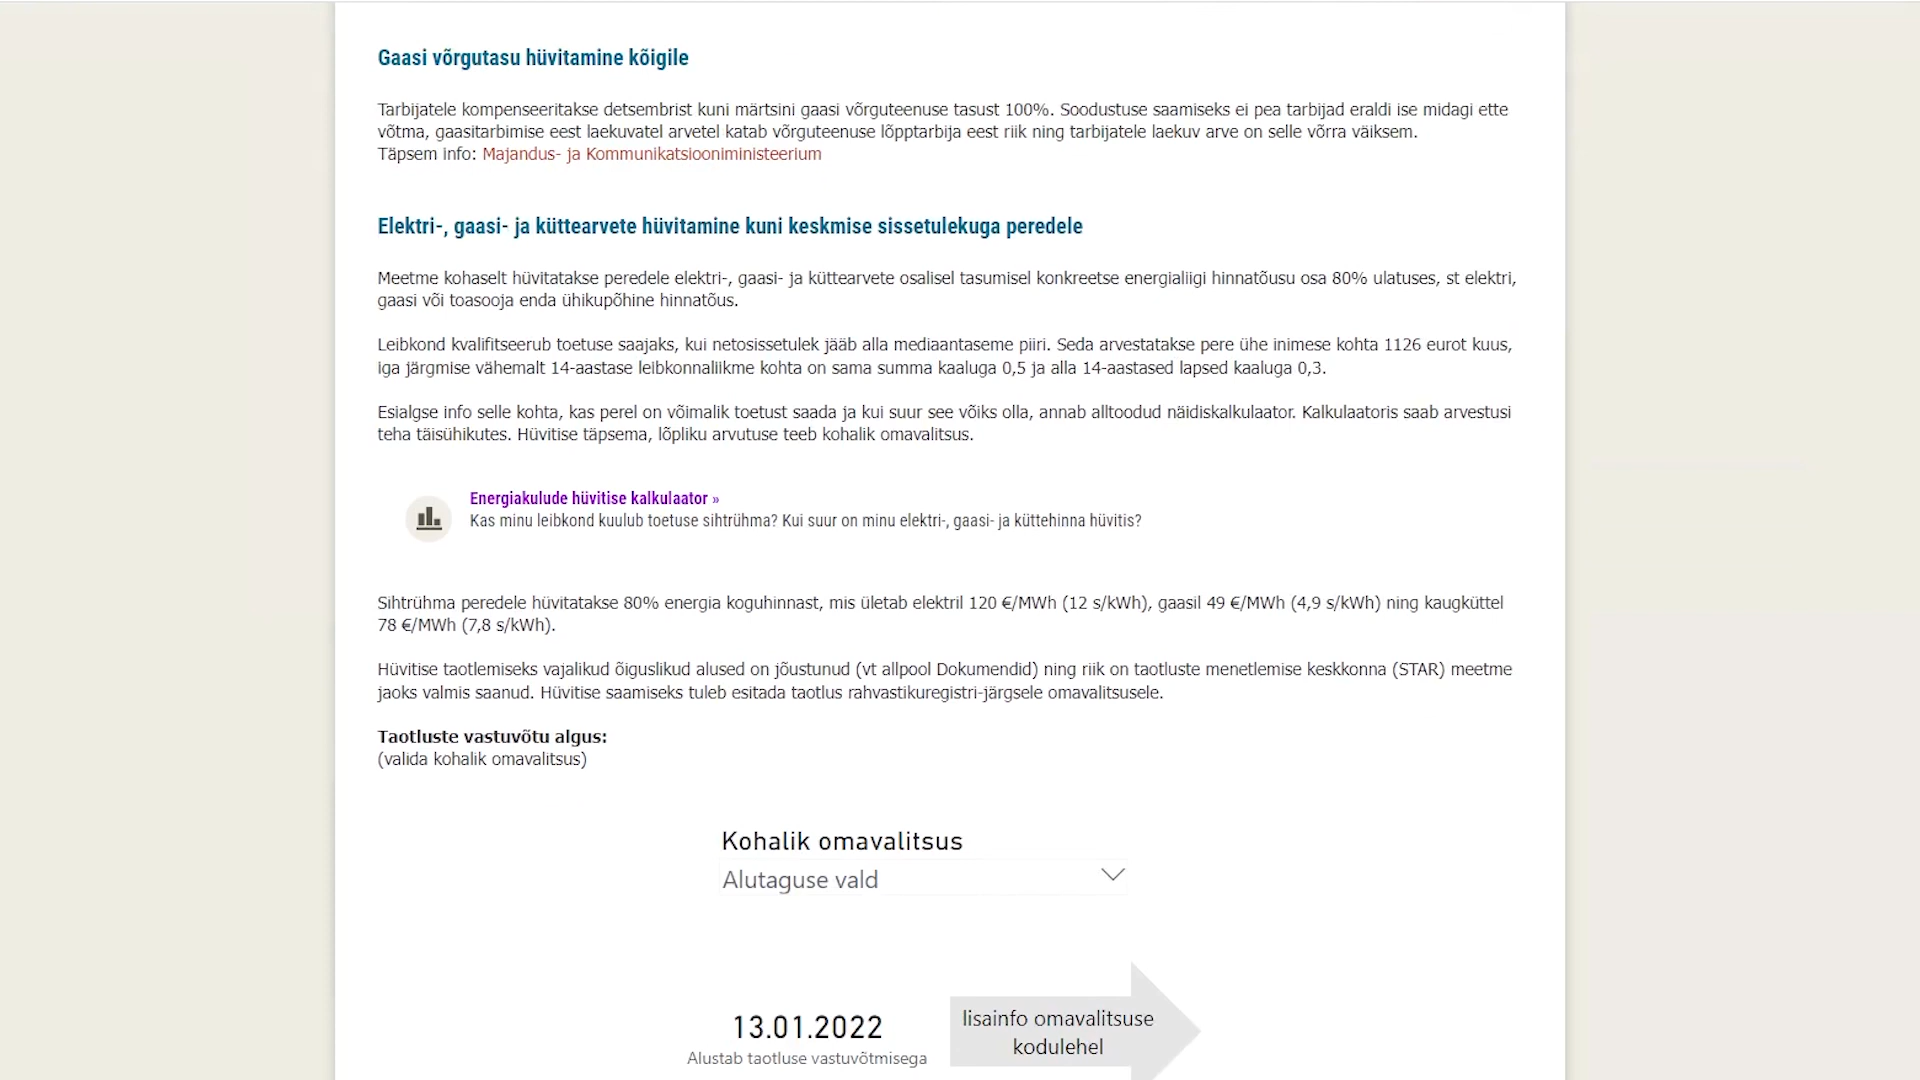 Gaasi võrgutasu hüvitamine kõigile
Tarbijatele kompenseeritakse detsembrist kuni märtsini gaasi võrguteenuse tasust 100%. Soodustuse saamiseks ei pea tarbijad eraldi ise midagi ette
võtma, gaasitarbimise eest laekuvatel arvetel katab võrguteenuse lõpptarbija eest riik ning tarbijatele laekuv arve on selle võrra väiksem.
Täpsem info: Majandus- ja Kommunikatsiooniministeerium
Elektri-, gaasi- ja küttearvete hüvitamine kuni keskmise sissetulekuga peredele
Meetme kohaselt hüvitatakse peredele elektri-, gaasi- ja küttearvete osalisel tasumisel konkreetse energialiigi hinnatõusu osa 80% ulatuses, st elektri,
gaasi või toasooja enda ühikupõhine hinnatõus.
Leibkond kvalifitseerub toetuse saajaks, kui netosissetulek jääb alla mediaantaseme piiri. Seda arvestatakse pere ühe inimese kohta 1126 eurot kuus,
iga järgmise vähemalt 14-aastase leibkonnaliikme kohta on sama summa kaaluga 0,5 ja alla 14-aastased lapsed kaaluga 0,3.
Esialgse info selle kohta, kas perel on võimalik toetust saada ja kui suur see võiks olla, annab alltoodud näidiskalkulaator. Kalkulaatoris saab arvestusi
teha täisühikutes. Hüvitise täpsema, lõpliku arvutuse teeb kohalik omavalitsus.
Energiakulude hüvitise kalkulaator »
Kas minu leibkond kuulub toetuse sihtrühma? Kui suur on minu elektri-, gaasi- ja küttehinna hüvitis?
Sihtrühma peredele hüvitatakse 80% energia koguhinnast, mis ületab elektril 120 €/MWh (12 s/kWh), gaasil 49 €/MWh (4,9 s/kWh) ning kaugküttel
78 €/MWh (7,8 s/kWh).
Hüvitise taotlemiseks vajalikud õiguslikud alused on jõustunud (vt allpool Dokumendid) ning riik on taotluste menetlemise keskkonna (STAR) meetme
jaoks valmis saanud. Hüvitise saamiseks tuleb esitada taotlus rahvastikuregistri-järgsele omavalitsusele.
Taotluste vastuvõtu algus:
(valida kohalik omavalitsus)
Kohalik omavalitsus
Alutaguse vald
13.01.2022
Alustab taotluse vastuvõtmisega
lisainfo omavalitsuse
kodulehel